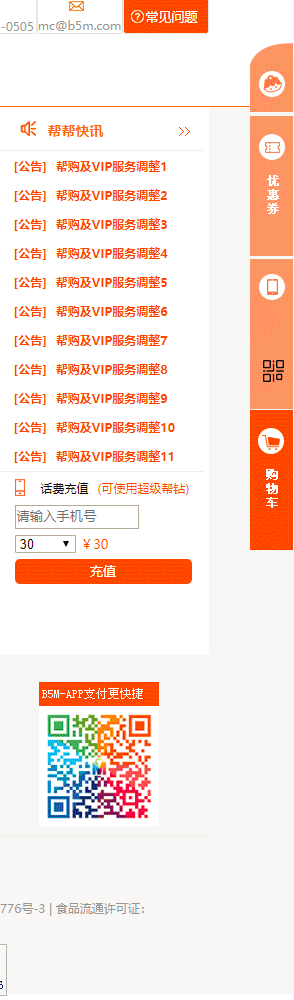 -0505
mc@b5m.com
常见问题
帮帮快讯
[公告] 帮购及VIP服务调整1
[公告] 帮购及VIP服务调整2
[公告] 帮购及VIP服务调整3
[公告] 帮购及VIP服务调整4
[公告] 帮购及VIP服务调整5
[公告] 帮购及VIP服务调整6
[公告] 帮购及VIP服务调整7
[公告] 帮购及VIP服务调整8
[公告] 帮购及VIP服务调整9
[公告] 帮购及VIP服务调整10
[公告] 帮购及VIP服务调整11
话费充值 (可使用超级帮钻)
请输入手机号
30 ¥30
充值
优惠券
购物车
B5M-APP支付更快捷
776号-3 | 食品流通许可证: